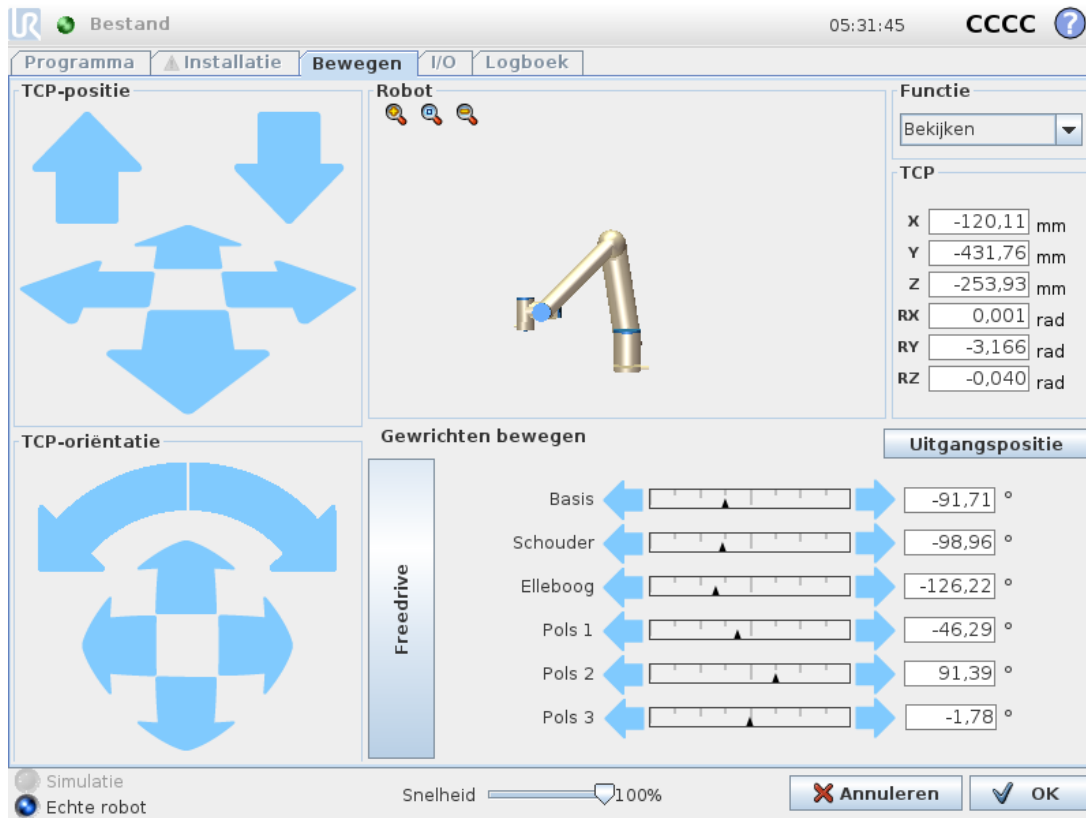 UR Bestand 05:31:45 CCCC ?
Programma Installatie Bewegen I/O Logboek
TCP-positie
Robot
Functie
Bekijken
TCP
X -120,11 mm
Y -431,76 mm
Z -253,93 mm
RX 0,001 rad
RY -3,166 rad
RZ -0,040 rad
TCP-oriëntatie
Gewrichten bewegen
Uitgangspositie
Freedrive
Basis -91,71 °
Schouder -98,96 °
Elleboog -126,22 °
Pols 1 -46,29 °
Pols 2 91,39 °
Pols 3 -1,78 °
Simulatie
Echte robot
Snelheid 100%
Annuleren
OK